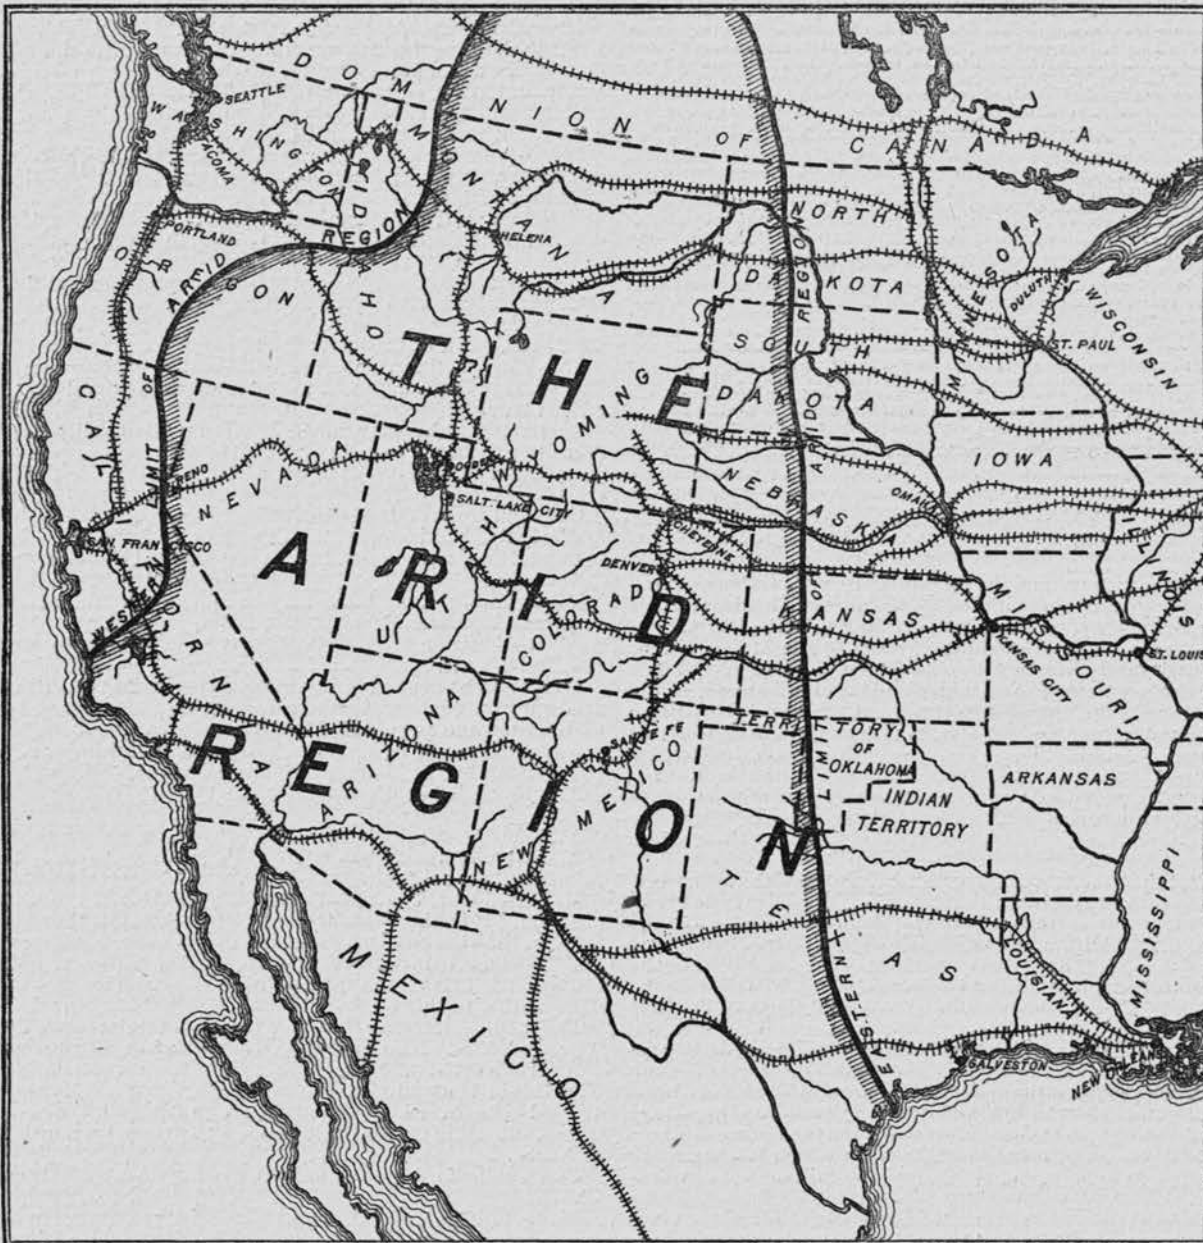 DOMINION OF CANADA
SEATTLE
WASHINGTON
TACOMA
IDAHO
MONTANA
NORTH
DAKOTA
MINNESOTA
DULUTH
WISCONSIN
PORTLAND
OREGON
HELENA
ST. PAUL
SOUTH
DAKOTA
WESTERN LIMIT OF ARID REGION
EASTERN LIMIT OF ARID REGION
THE
ARID
REGION
WYOMING
CALIFORNIA
RENO
NEVADA
OGDEN
SALT LAKE CITY
UTAH
CHEYENNE
NEBRASKA
OMAHA
IOWA
ILLINOIS
SAN FRANCISCO
DENVER
COLORADO
KANSAS
KANSAS CITY
MISSOURI
ST. LOUIS
ARIZONA
SANTA FE
NEW
MEXICO
TERRITORY
OF
OKLAHOMA
INDIAN
TERRITORY
ARKANSAS
MISSISSIPPI
TEXAS
LOUISIANA
GALVESTON
MEXICO